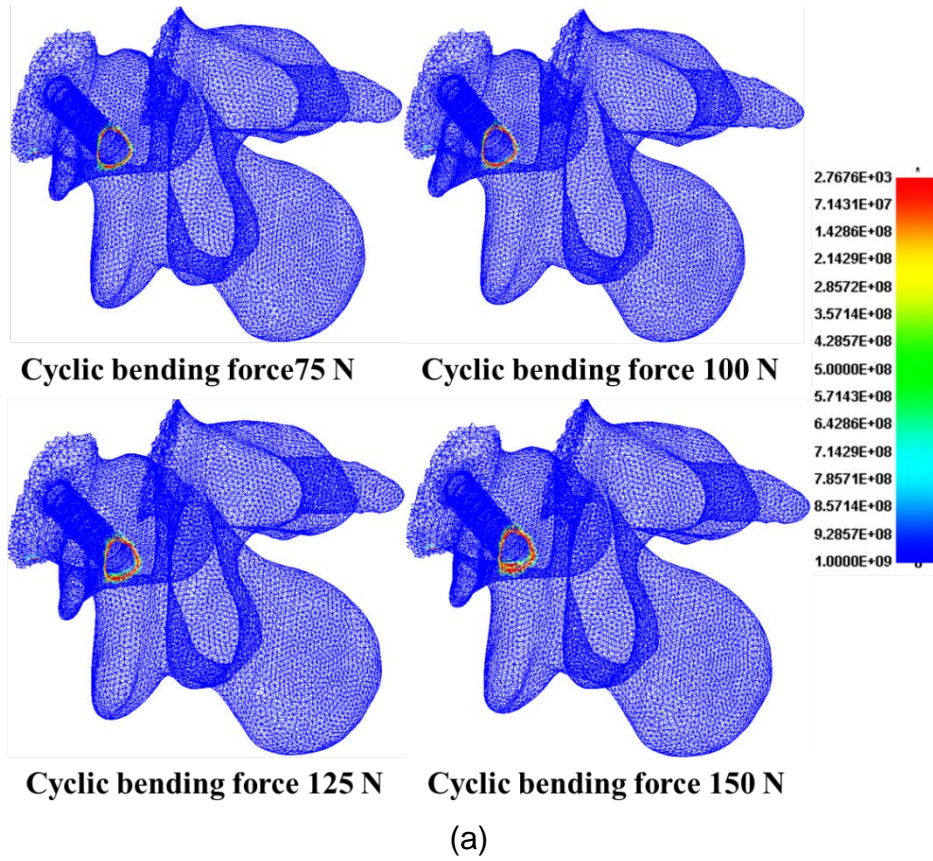 Cyclic bending force75 N
Cyclic bending force 100 N
*
2.7676E+03
7.1431E+07
1.4286E+08
2.1429E+08
2.8572E+08
3.5714E+08
4.2857E+08
5.0000E+08
5.7143E+08
6.4286E+08
7.1429E+08
7.8571E+08
8.5714E+08
9.2857E+08
1.0000E+09
Cyclic bending force 125 N
Cyclic bending force 150 N
(a)